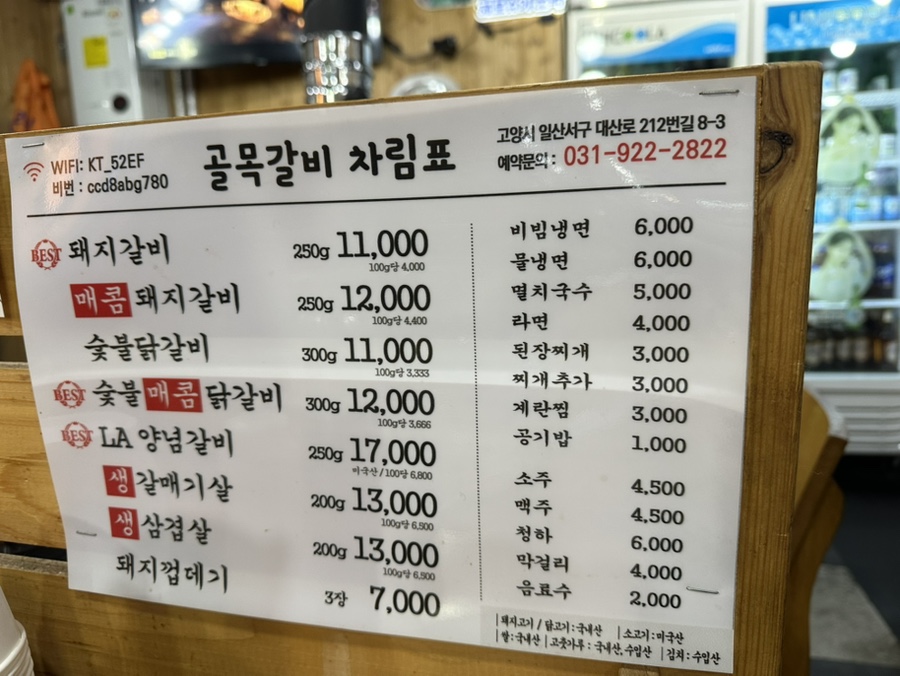 WIFI: KT_52EF
비번 : ccd8abg780
골목갈비 차림표
고양시 일산서구 대산로 212번길 8-3
예약문의 : 031-922-2822
BEST 돼지갈비 250g 11,000
100g당 4,000
매콤 돼지갈비 250g 12,000
100g당 4,400
숯불닭갈비 300g 11,000
100g당 3,333
BEST 숯불 매콤 닭갈비 300g 12,000
100g당 3,666
BEST LA 양념갈비 250g 17,000
미국산/100당 6,800
생 갈매기살 200g 13,000
100g당 6,500
생 삼겹살 200g 13,000
100g당 6,500
돼지껍데기 3장 7,000
비빔냉면 6,000
물냉면 6,000
멸치국수 5,000
라면 4,000
된장찌개 3,000
찌개추가 3,000
계란찜 3,000
공기밥 1,000
소주 4,500
맥주 4,500
청하 6,000
막걸리 4,000
음료수 2,000
|돼지고기 / 닭고기 : 국내산 |소고기 : 미국산
|쌀 : 국내산 |고춧가루 : 국내산, 수입산 |김치 : 수입산